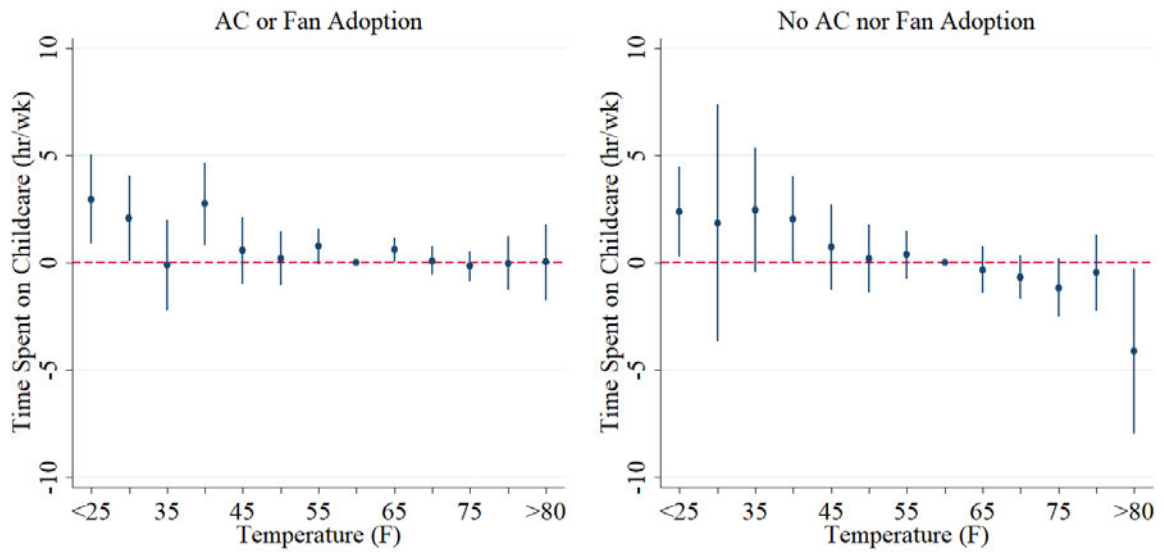 AC or Fan Adoption
Time Spent on Childcare (hr/wk)
10
5
0
-5
-10
<25 35 45 55 65 75 >80
Temperature (F)
No AC nor Fan Adoption
Time Spent on Childcare (hr/wk)
10
5
0
-5
-10
<25 35 45 55 65 75 >80
Temperature (F)